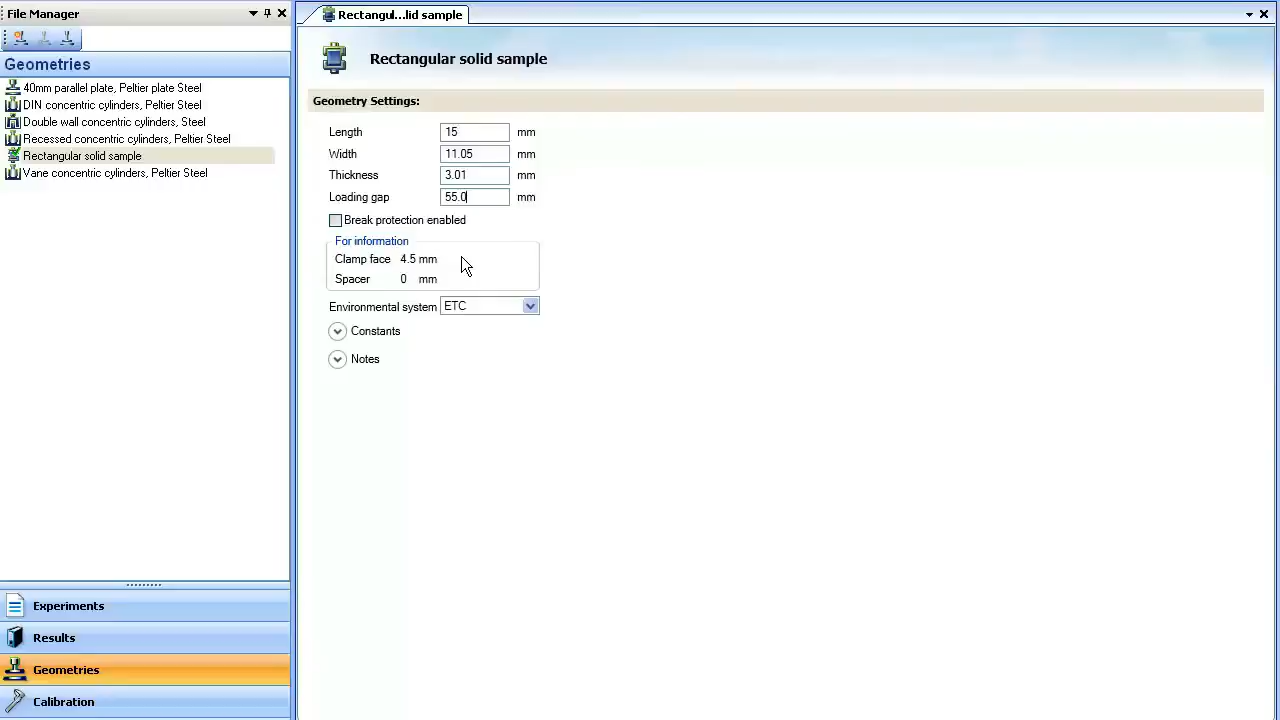 File Manager
Geometries
40mm parallel plate, Peltier plate Steel
DIN concentric cylinders, Peltier Steel
Double wall concentric cylinders, Steel
Recessed concentric cylinders, Peltier Steel
Rectangular solid sample
Vane concentric cylinders, Peltier Steel
Experiments
Results
Geometries
Calibration
Rectangul...lid sample
Rectangular solid sample
Geometry Settings:
Length 15 mm
Width 11.05 mm
Thickness 3.01 mm
Loading gap 55.0 mm
Break protection enabled
For information
Clamp face 4.5 mm
Spacer 0 mm
Environmental system ETC
Constants
Notes